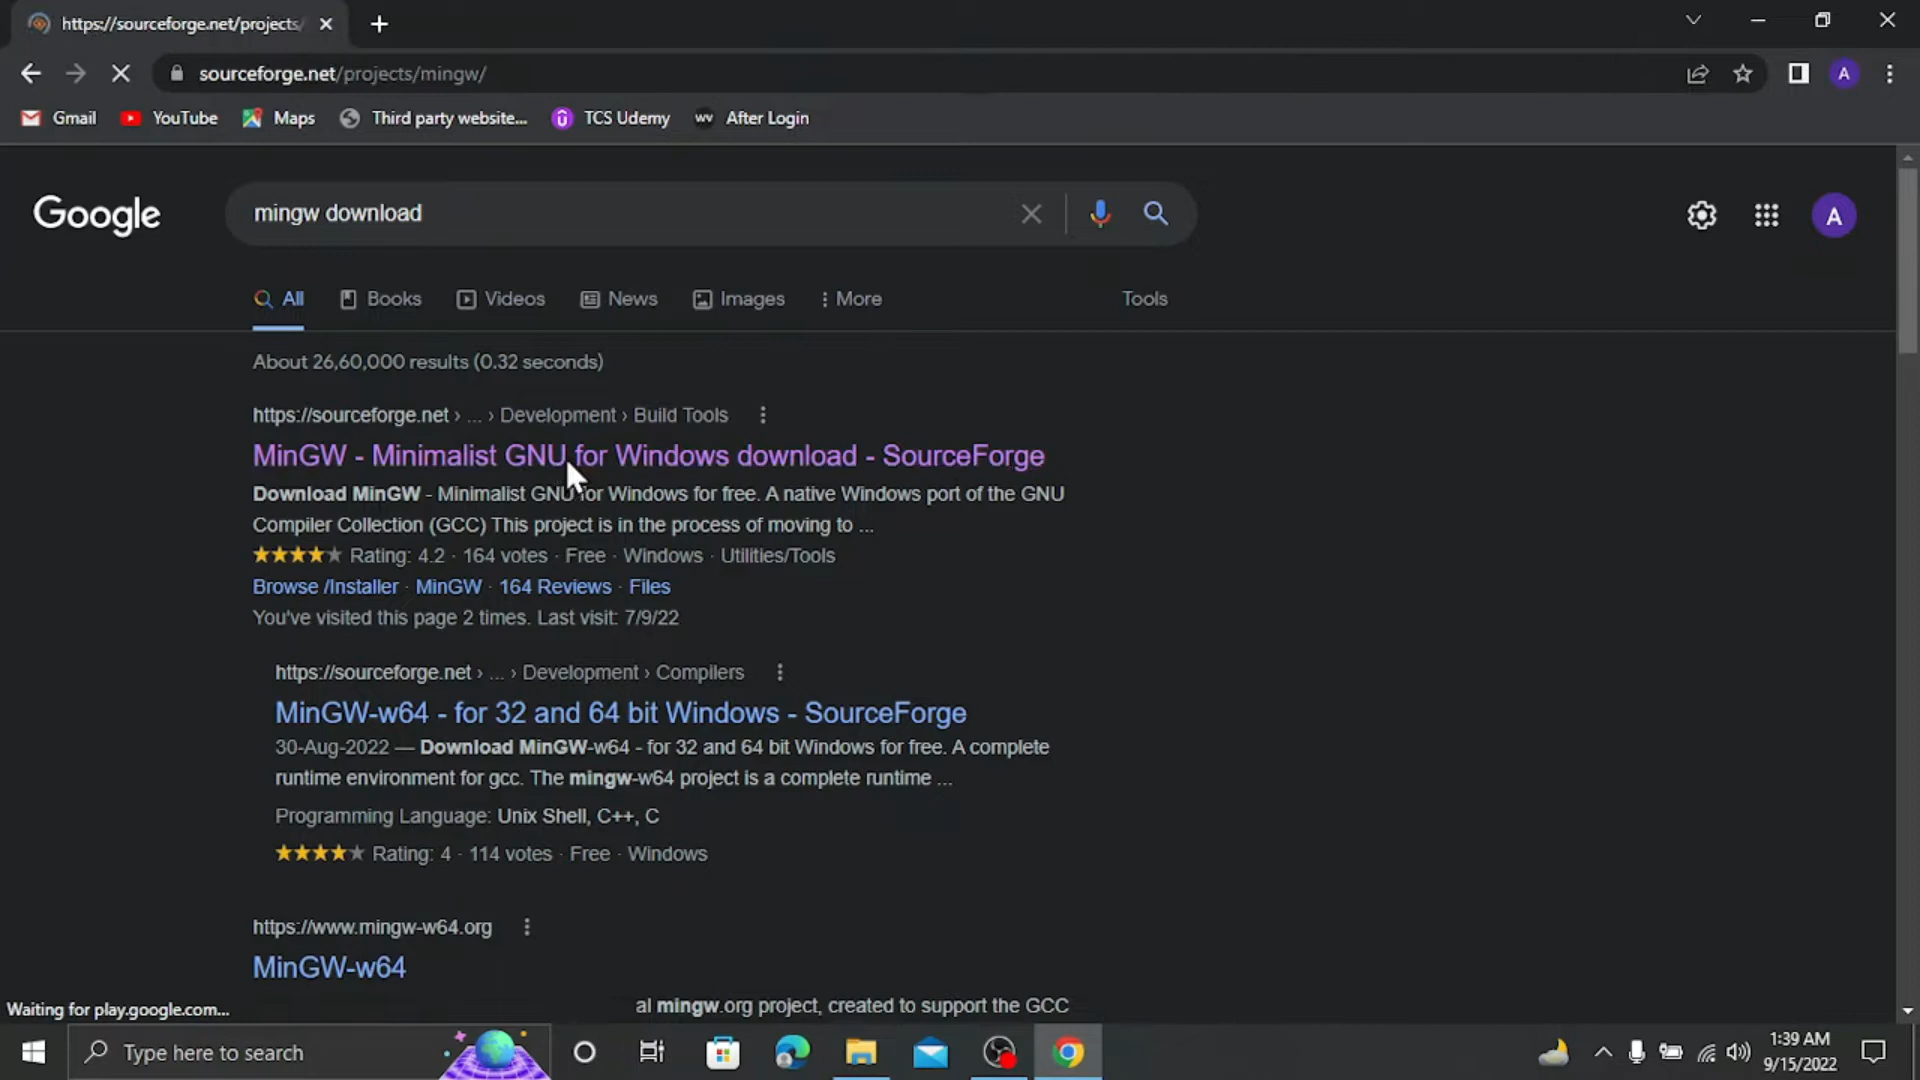 https://sourceforge.net/projects/
sourceforge.net/projects/mingw/
A
Gmail
YouTube
Maps
Third party website...
TCS Udemy
After Login
Google
mingw download
A
All
Books
Videos
News
Images
More
Tools
About 26,60,000 results (0.32 seconds)
https://sourceforge.net › ... › Development › Build Tools
MinGW - Minimalist GNU for Windows download - SourceForge
Download MinGW - Minimalist GNU for Windows for free. A native Windows port of the GNU
Compiler Collection (GCC) This project is in the process of moving to ...
Rating: 4.2 · 164 votes · Free · Windows · Utilities/Tools
Browse /Installer · MinGW · 164 Reviews · Files
You've visited this page 2 times. Last visit: 7/9/22
https://sourceforge.net › ... › Development › Compilers
MinGW-w64 - for 32 and 64 bit Windows - SourceForge
30-Aug-2022 — Download MinGW-w64 - for 32 and 64 bit Windows for free. A complete
runtime environment for gcc. The mingw-w64 project is a complete runtime ...
Programming Language: Unix Shell, C++, C
Rating: 4 · 114 votes · Free · Windows
https://www.mingw-w64.org
MinGW-w64
al mingw.org project, created to support the GCC
Waiting for play.google.com...
Type here to search
1:39 AM
9/15/2022